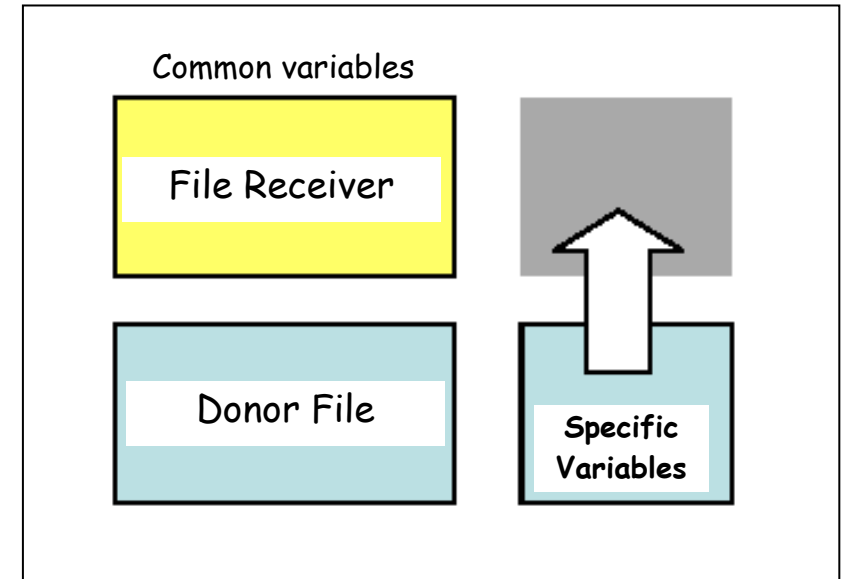 Common variables
File Receiver
Donor File
Specific
Variables